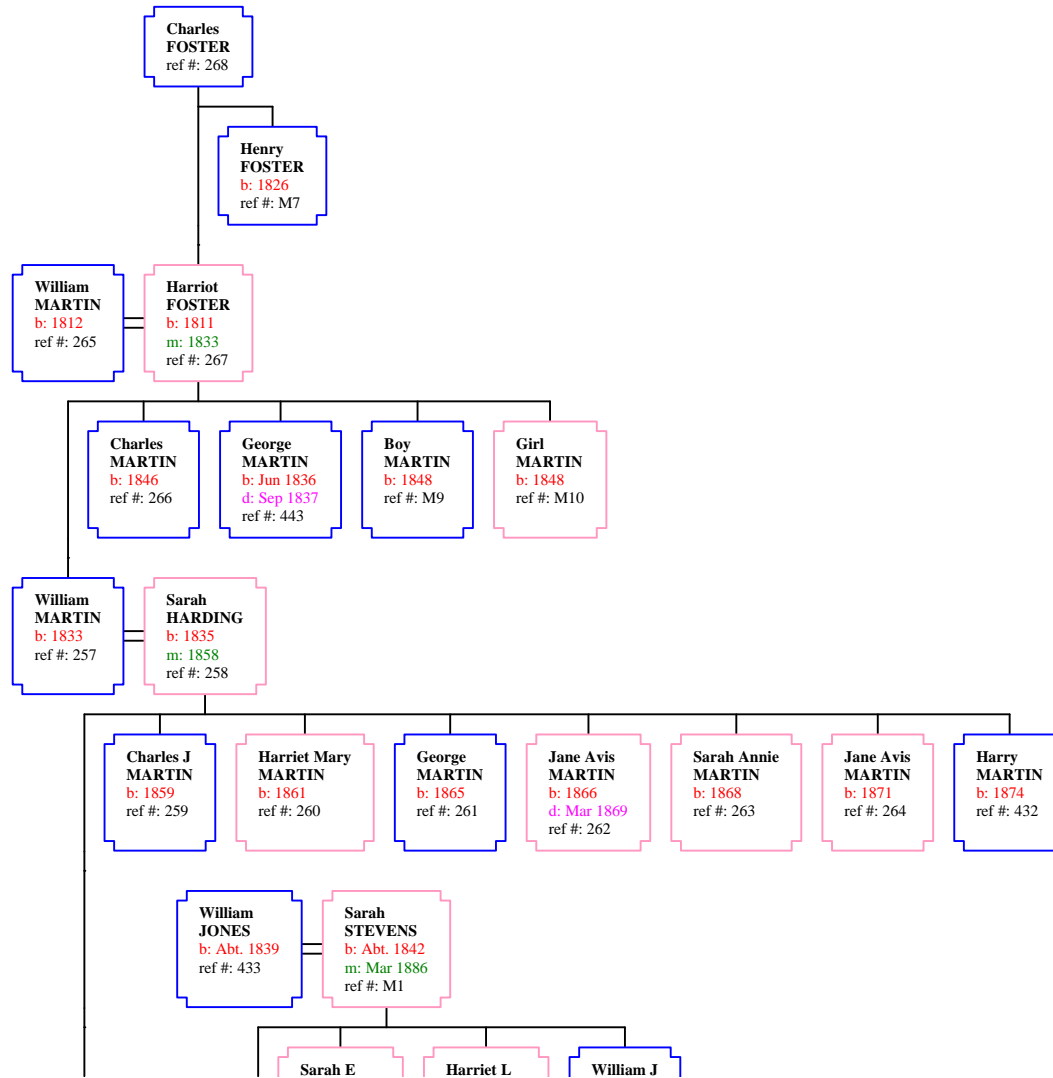 Charles
FOSTER
ref #: 268
Henry
FOSTER
b: 1826
ref #: M7
William
MARTIN
b: 1812
ref #: 265
Harriot
FOSTER
b: 1811
m: 1833
ref #: 267
Charles
MARTIN
b: 1846
ref #: 266
George
MARTIN
b: Jun 1836
d: Sep 1837
ref #: 443
Boy
MARTIN
b: 1848
ref #: M9
Girl
MARTIN
b: 1848
ref #: M10
William
MARTIN
b: 1833
ref #: 257
Sarah
HARDING
b: 1835
m: 1858
ref #: 258
Charles J
MARTIN
b: 1859
ref #: 259
Harriet Mary
MARTIN
b: 1861
ref #: 260
George
MARTIN
b: 1865
ref #: 261
Jane Avis
MARTIN
b: 1866
d: Mar 1869
ref #: 262
Sarah Annie
MARTIN
b: 1868
ref #: 263
Jane Avis
MARTIN
b: 1871
ref #: 264
Harry
MARTIN
b: 1874
ref #: 432
William
JONES
b: Abt. 1839
ref #: 433
Sarah
STEVENS
b: Abt. 1842
m: Mar 1886
ref #: M1
Sarah E
Harriet L
William J